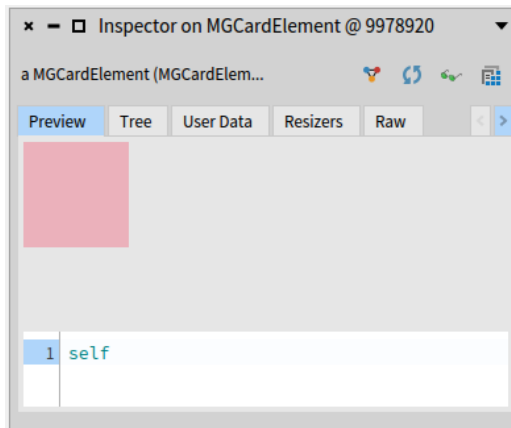 Inspector on MGCardElement @ 9978920
a MGCardElement (MGCardElem...
Preview Tree User Data Resizers Raw
1 self